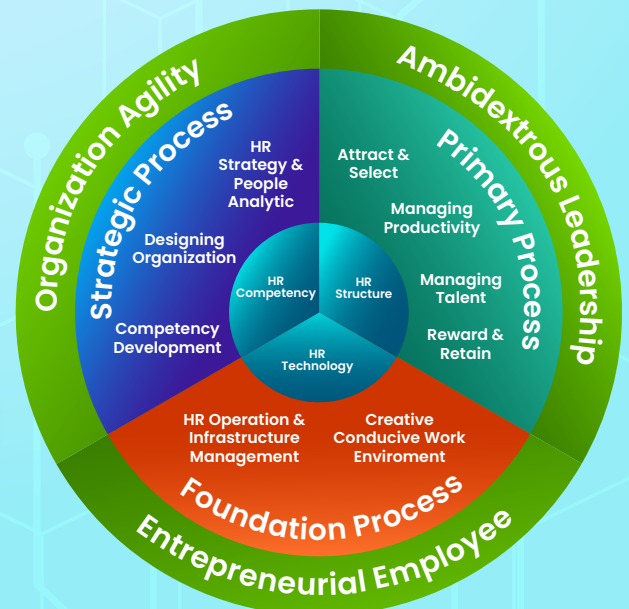 Organization Agility
Ambidextrous Leadership
Entrepreneurial Employee
Strategic Process
HR
Strategy &
People
Analytic
Designing
Organization
Competency
Development
Primary Process
Attract &
Select
Managing
Productivity
Managing
Talent
Reward &
Retain
HR
Competency
HR
Structure
HR
Technology
HR Operation &
Infrastructure
Management
Creative
Conducive Work
Enviroment
Foundation Process